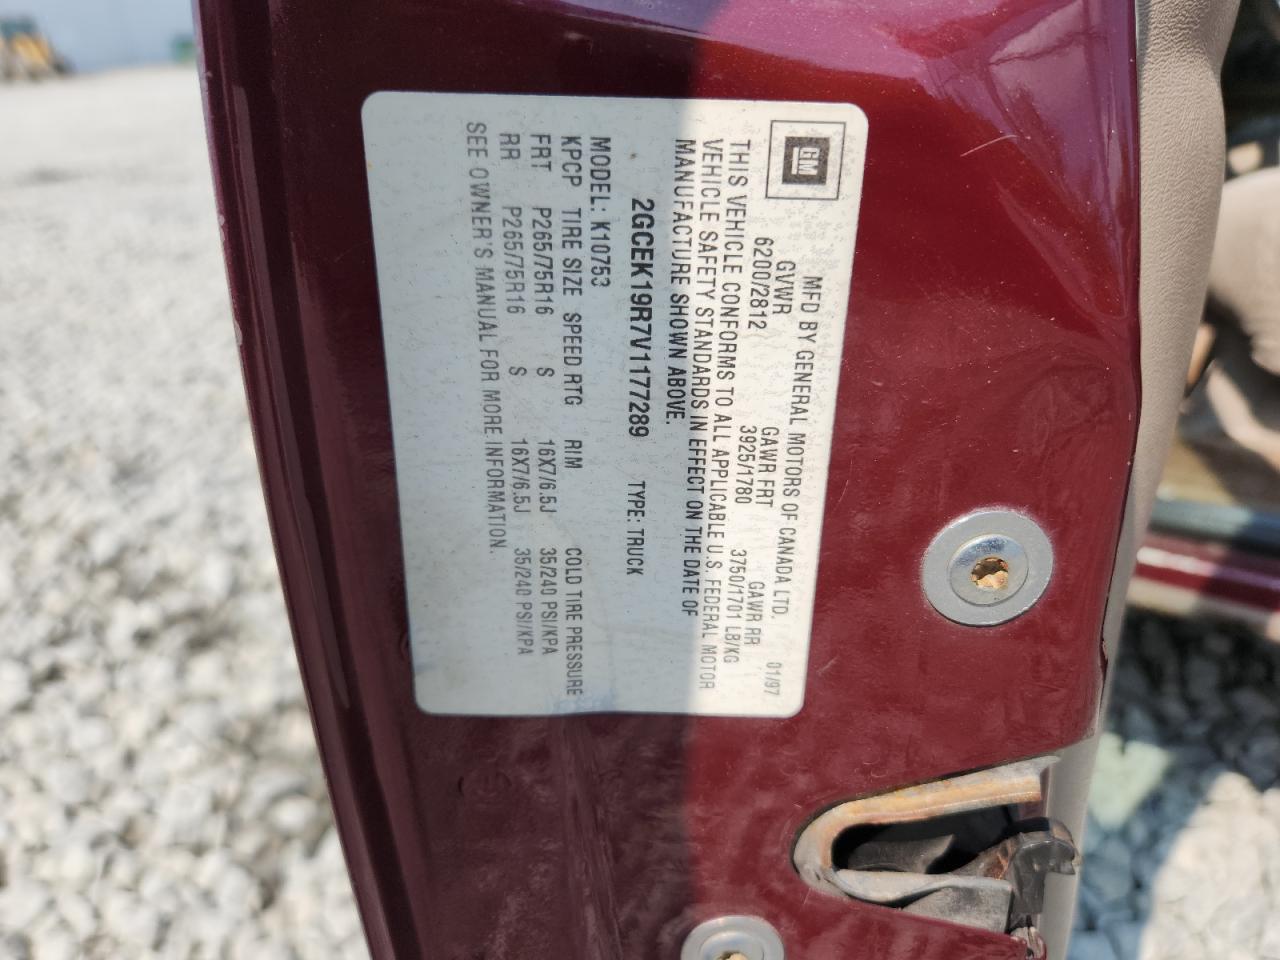 GM
MFD BY GENERAL MOTORS OF CANADA LTD.
01/97
GVWR GAWR FRT GAWR RR
6200/2812 3925/1780 3750/1701 LB/KG
THIS VEHICLE CONFORMS TO ALL APPLICABLE U.S. FEDERAL MOTOR
VEHICLE SAFETY STANDARDS IN EFFECT ON THE DATE OF
MANUFACTURE SHOWN ABOVE.
2GCEK19R7V1177289 TYPE: TRUCK
MODEL: K10753
KPCP TIRE SIZE SPEED RTG RIM COLD TIRE PRESSURE
FRT P265/75R16 S 16X7/6.5J 35/240 PSI/KPA
RR P265/75R16 S 16X7/6.5J 35/240 PSI/KPA
SEE OWNER'S MANUAL FOR MORE INFORMATION.